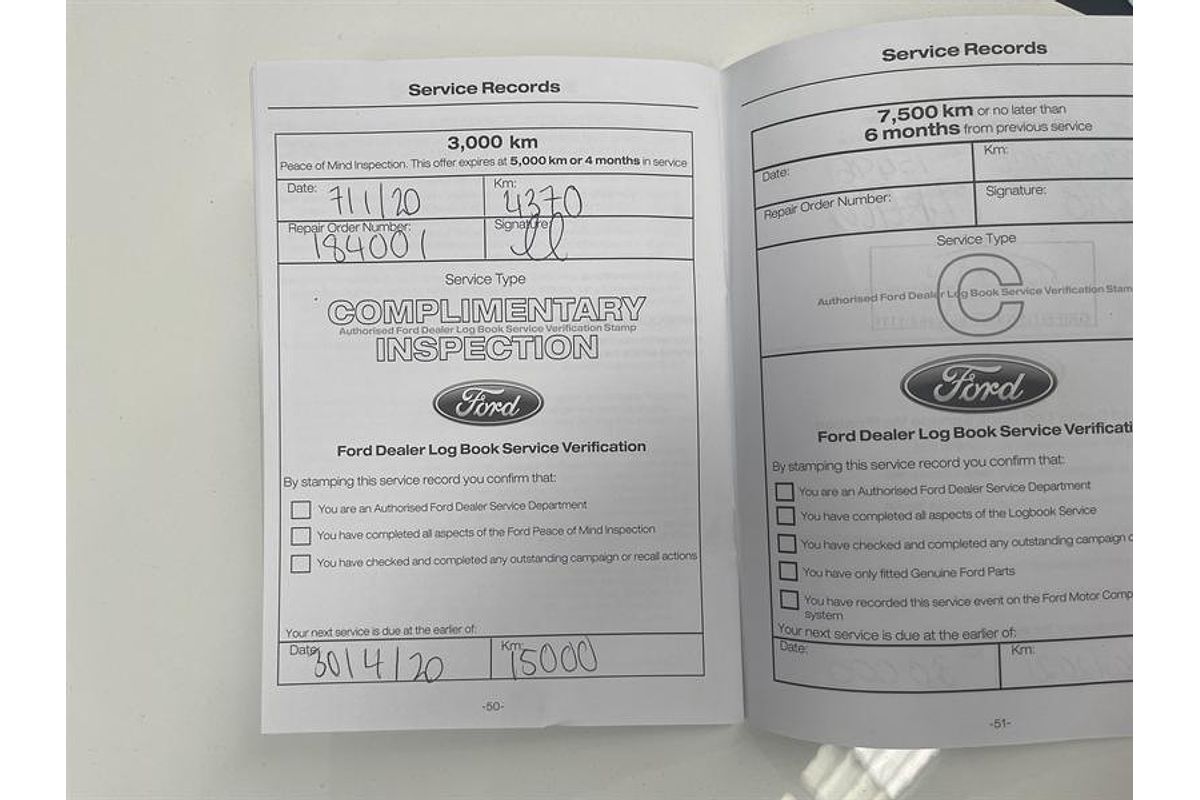 Service Records
3,000 km
Peace of Mind Inspection. This offer expires at 5,000 km or 4 months in service
Date: 7/1/20
Km: 4370
Repair Order Number: 184001
Signature:
Service Type
COMPLIMENTARY
Authorised Ford Dealer Log Book Service Verification Stamp
INSPECTION
Ford
Ford Dealer Log Book Service Verification
By stamping this service record you confirm that:
You are an Authorised Ford Dealer Service Department
You have completed all aspects of the Ford Peace of Mind Inspection
You have checked and completed any outstanding campaign or recall actions
Your next service is due at the earlier of:
Date: 30/4/20
Km: 15000
-50-
Service Records
7,500 km or no later than
6 months from previous service
Date:
Km:
Repair Order Number:
Signature:
Service Type
C
Authorised Ford Dealer Log Book Service Verification Stam
Ford
Ford Dealer Log Book Service Verificati
By stamping this service record you confirm that:
You are an Authorised Ford Dealer Service Department
You have completed all aspects of the Logbook Service
You have checked and completed any outstanding campaign
You have only fitted Genuine Ford Parts
You have recorded this service event on the Ford Motor Comp
system
Your next service is due at the earlier of:
Date:
Km:
-51-